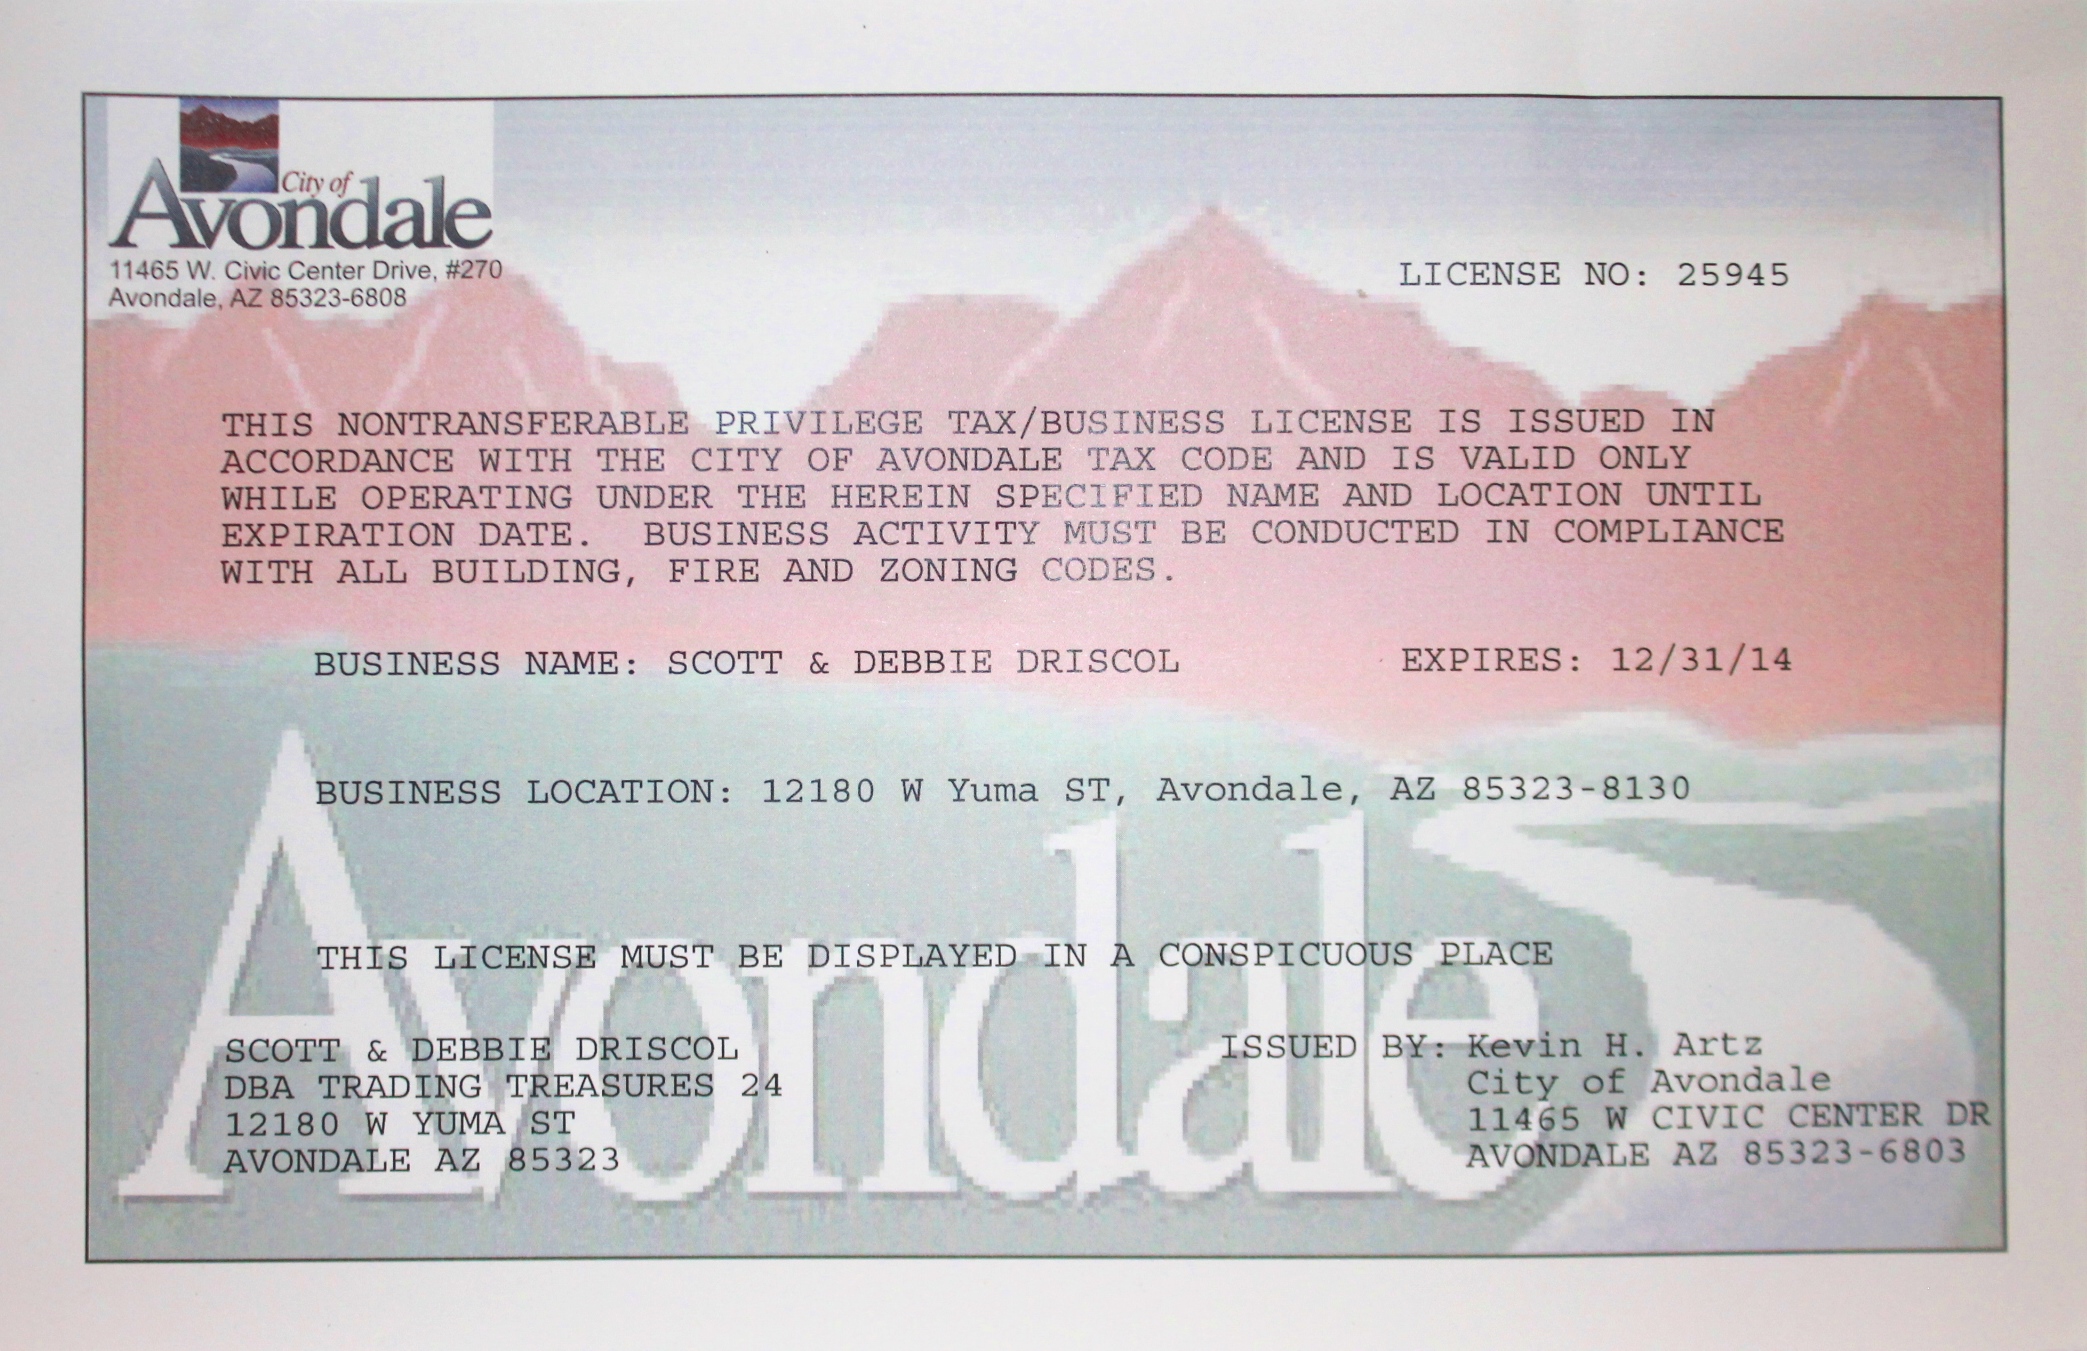 City of
Avondale
11465 W. Civic Center Drive, #270
Avondale, AZ 85323-6808
LICENSE NO: 25945
THIS NONTRANSFERABLE PRIVILEGE TAX/BUSINESS LICENSE IS ISSUED IN
ACCORDANCE WITH THE CITY OF AVONDALE TAX CODE AND IS VALID ONLY
WHILE OPERATING UNDER THE HEREIN SPECIFIED NAME AND LOCATION UNTIL
EXPIRATION DATE. BUSINESS ACTIVITY MUST BE CONDUCTED IN COMPLIANCE
WITH ALL BUILDING, FIRE AND ZONING CODES.
BUSINESS NAME: SCOTT & DEBBIE DRISCOL EXPIRES: 12/31/14
BUSINESS LOCATION: 12180 W Yuma ST, Avondale, AZ 85323-8130
Avondale
THIS LICENSE MUST BE DISPLAYED IN A CONSPICUOUS PLACE
SCOTT & DEBBIE DRISCOL
DBA TRADING TREASURES 24
12180 W YUMA ST
AVONDALE AZ 85323
ISSUED BY: Kevin H. Artz
City of Avondale
11465 W CIVIC CENTER DR
AVONDALE AZ 85323-6803